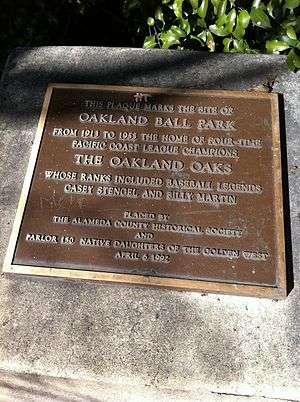 THIS PLAQUE MARKS THE SITE OF
OAKLAND BALL PARK
FROM 1913 TO 1955 THE HOME OF FOUR-TIME
PACIFIC COAST LEAGUE CHAMPIONS
THE OAKLAND OAKS
WHOSE RANKS INCLUDED BASEBALL LEGENDS
CASEY STENGEL AND BILLY MARTIN
PLACED BY
THE ALAMEDA COUNTY HISTORICAL SOCIETY
AND
PARLOR 150 NATIVE DAUGHTERS OF THE GOLDEN WEST
APRIL 6 1992